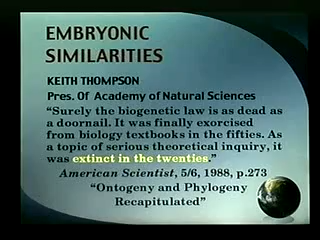 EMBRYONIC
SIMILARITIES
KEITH THOMPSON
Pres. Of Academy of Natural Sciences
"Surely the biogenetic law is as dead as
a doornail. It was finally exorcised
from biology textbooks in the fifties. As
a topic of serious theoretical inquiry, it
was extinct in the twenties."
American Scientist, 5/6, 1988, p.273
"Ontogeny and Phylogeny
Recapitulated"